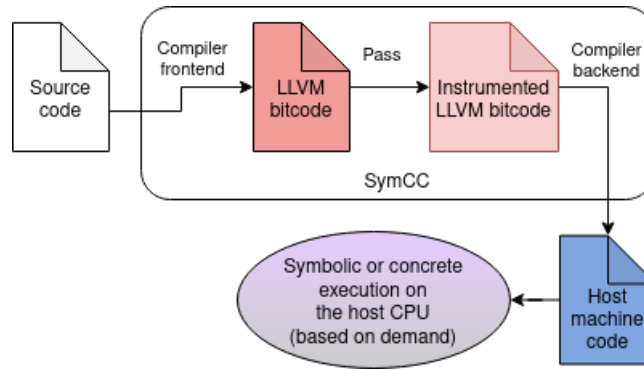 Source
code
Compiler
frontend
LLVM
bitcode
Pass
Instrumented
LLVM bitcode
Compiler
backend
SymCC
Symbolic or concrete
execution on
the host CPU
(based on demand)
Host
machine
code